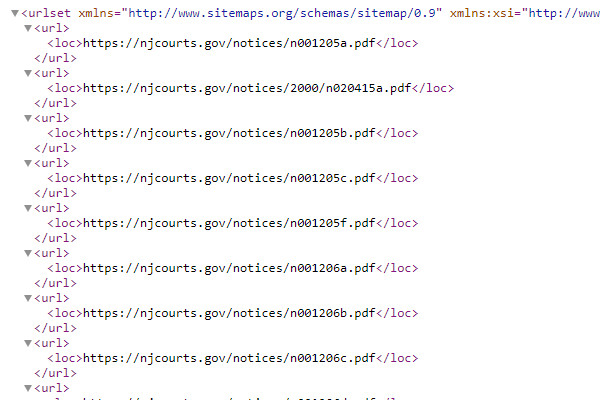 <urlset xmlns="http://www.sitemaps.org/schemas/sitemap/0.9" xmlns:xsi="http://www
<url>
<loc>https://njcourts.gov/notices/n001205a.pdf</loc>
</url>
<url>
<loc>https://njcourts.gov/notices/2000/n020415a.pdf</loc>
</url>
<url>
<loc>https://njcourts.gov/notices/n001205b.pdf</loc>
</url>
<url>
<loc>https://njcourts.gov/notices/n001205c.pdf</loc>
</url>
<url>
<loc>https://njcourts.gov/notices/n001205f.pdf</loc>
</url>
<url>
<loc>https://njcourts.gov/notices/n001206a.pdf</loc>
</url>
<url>
<loc>https://njcourts.gov/notices/n001206b.pdf</loc>
</url>
<url>
<loc>https://njcourts.gov/notices/n001206c.pdf</loc>
</url>
<url>